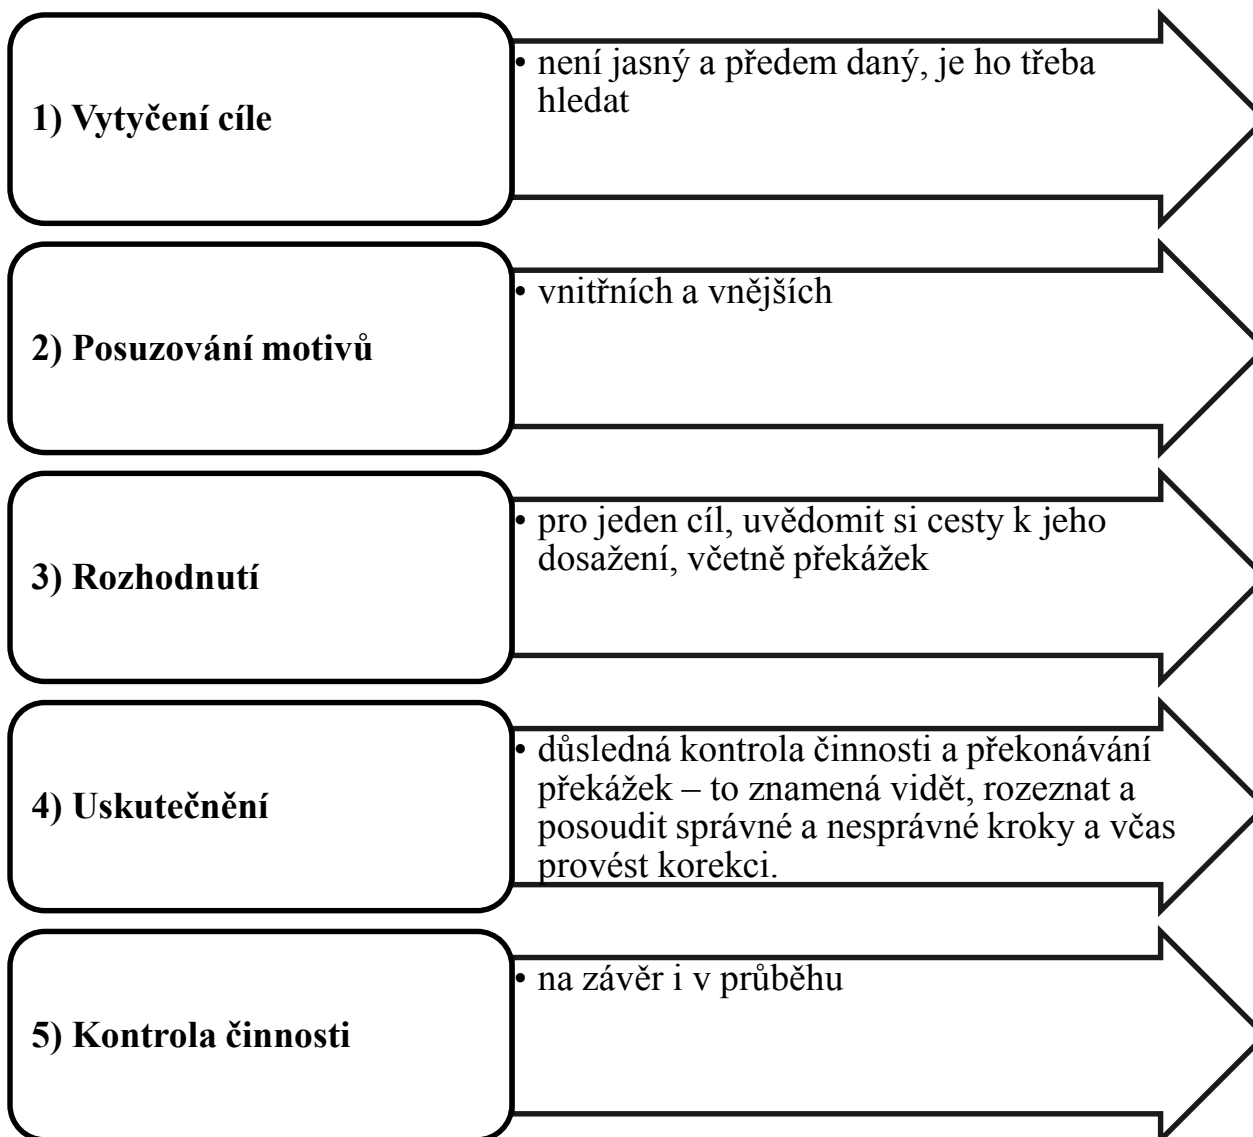 1) Vytyčení cíle
• není jasný a předem daný, je ho třeba
hledat
2) Posuzování motivů
• vnitřních a vnějších
3) Rozhodnutí
• pro jeden cíl, uvědomit si cesty k jeho
dosažení, včetně překážek
4) Uskutečnění
• důsledná kontrola činnosti a překonávání
překážek – to znamená vidět, rozeznat a
posoudit správné a nesprávné kroky a včas
provést korekci.
5) Kontrola činnosti
• na závěr i v průběhu